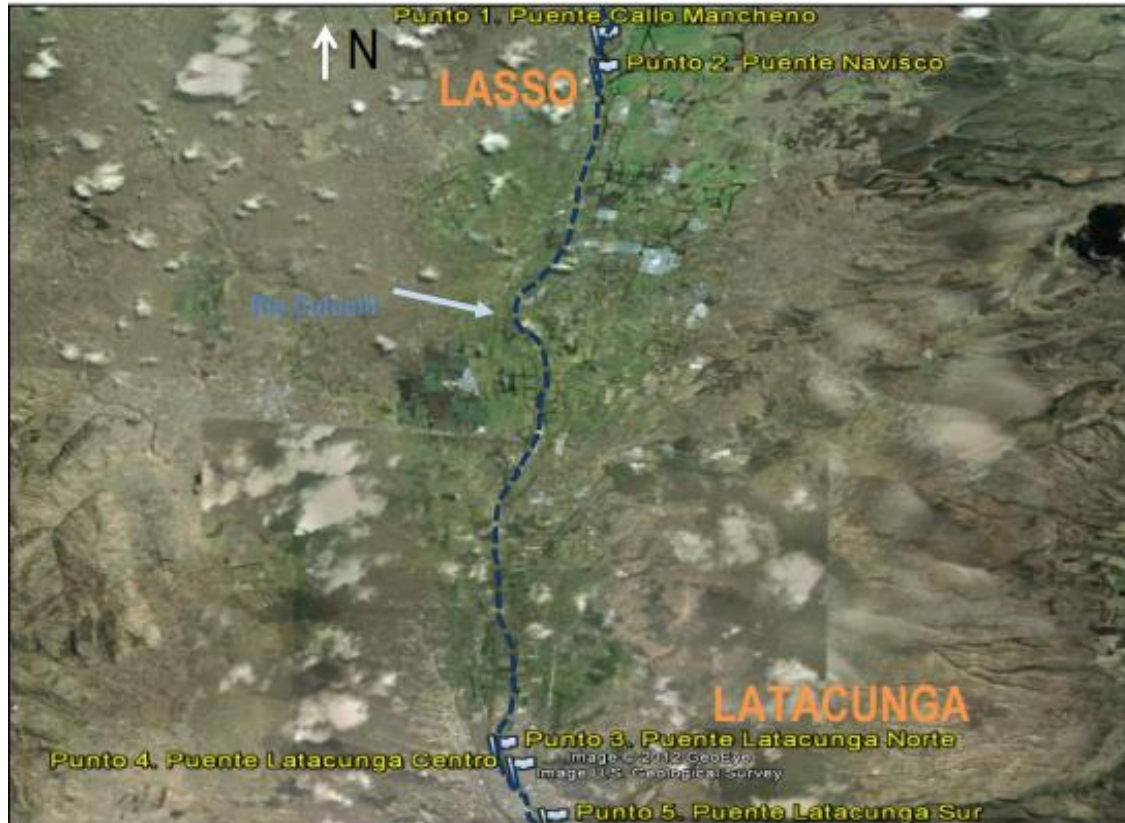 Punto 1. Puente Callo Mancheno
N
Punto 2. Puente Navisco
LASSO
LATACUNGA
Punto 3. Puente Latacunga Norte
Punto 4. Puente Latacunga Centro
Image © 2012 GeoEye
Image U.S. Geological Survey
Punto 5. Puente Latacunga Sur